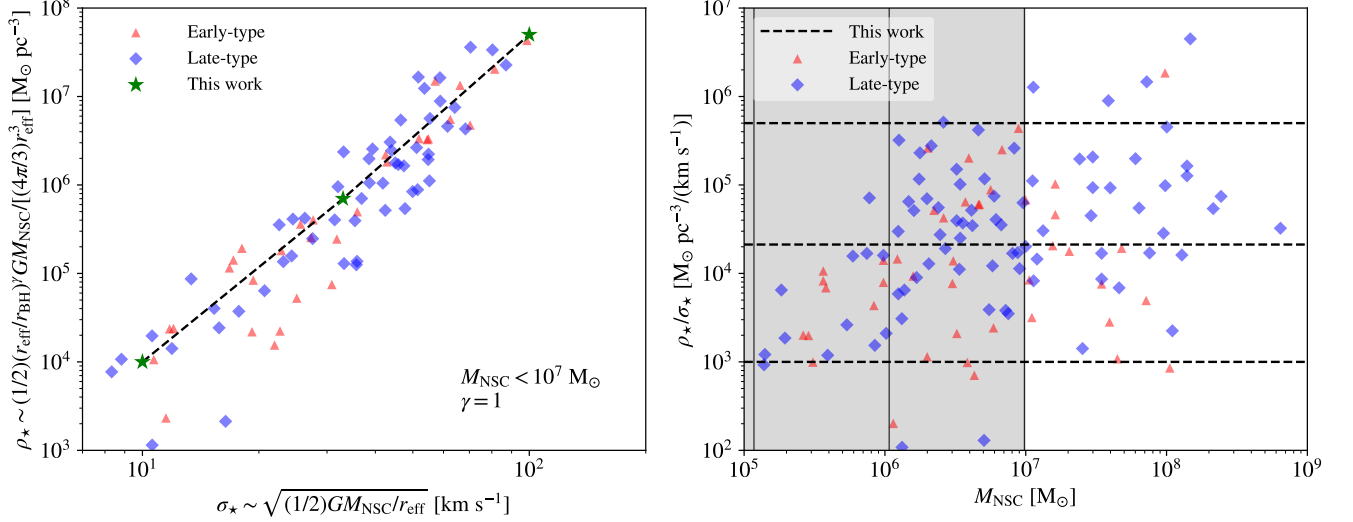 ρ⋆ ∼ (1/2)(r_eff/r_BH)^γ GM_NSC/[(4π/3)r_eff^3] [M⊙ pc^−3]
10^8
10^7
10^6
10^5
10^4
10^3
Early-type
Late-type
This work
M_NSC < 10^7 M⊙
γ = 1
10^1
10^2
σ⋆ ∼ √((1/2)GM_NSC/r_eff) [km s^−1]
ρ⋆/σ⋆ [M⊙ pc^−3/(km s^−1)]
10^7
10^6
10^5
10^4
10^3
10^2
This work
Early-type
Late-type
10^5
10^6
10^7
10^8
10^9
M_NSC [M⊙]